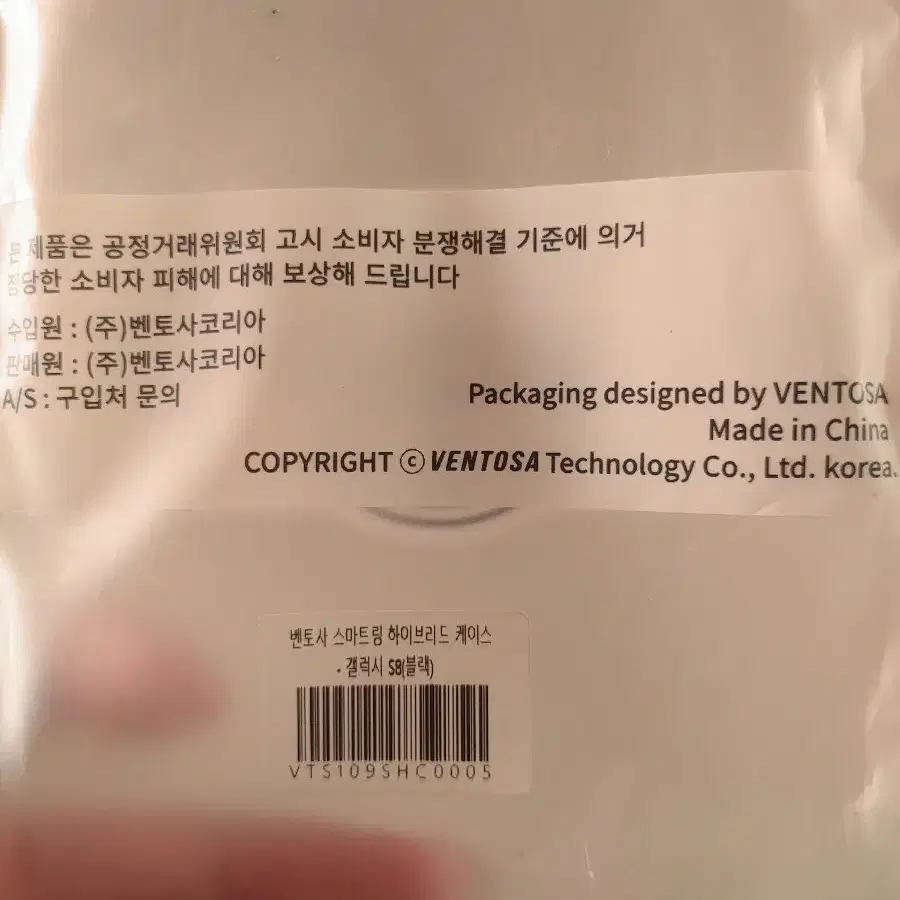 본 제품은 공정거래위원회 고시 소비자 분쟁해결 기준에 의거
정당한 소비자 피해에 대해 보상해 드립니다
수입원 : (주)벤토사코리아
판매원 : (주)벤토사코리아
A/S : 구입처 문의
Packaging designed by VENTOSA
Made in China
COPYRIGHT ⓒ VENTOSA Technology Co., Ltd. korea.
벤토사 스마트링 하이브리드 케이스
- 갤럭시 S8(블랙)
VTS109SHC0005